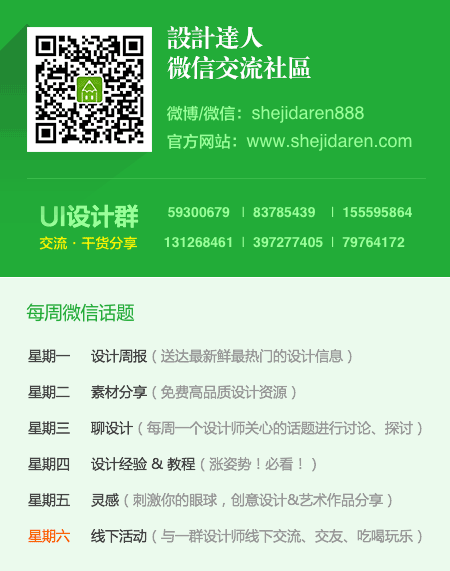 設計達人
微信交流社區
微博/微信：shejidaren888
官方网站：www.shejidaren.com
UI设计群 59300679 | 83785439 | 155595864
交流·干货分享 131268461 | 397277405 | 79764172
每周微信话题
星期一 设计周报（送达最新鲜最热门的设计信息）
星期二 素材分享（免费高品质设计资源）
星期三 聊设计（每周一个设计师关心的话题进行讨论、探讨）
星期四 设计经验 & 教程（涨姿势！必看！）
星期五 灵感（刺激你的眼球，创意设计&艺术作品分享）
星期六 线下活动（与一群设计师线下交流、交友、吃喝玩乐）